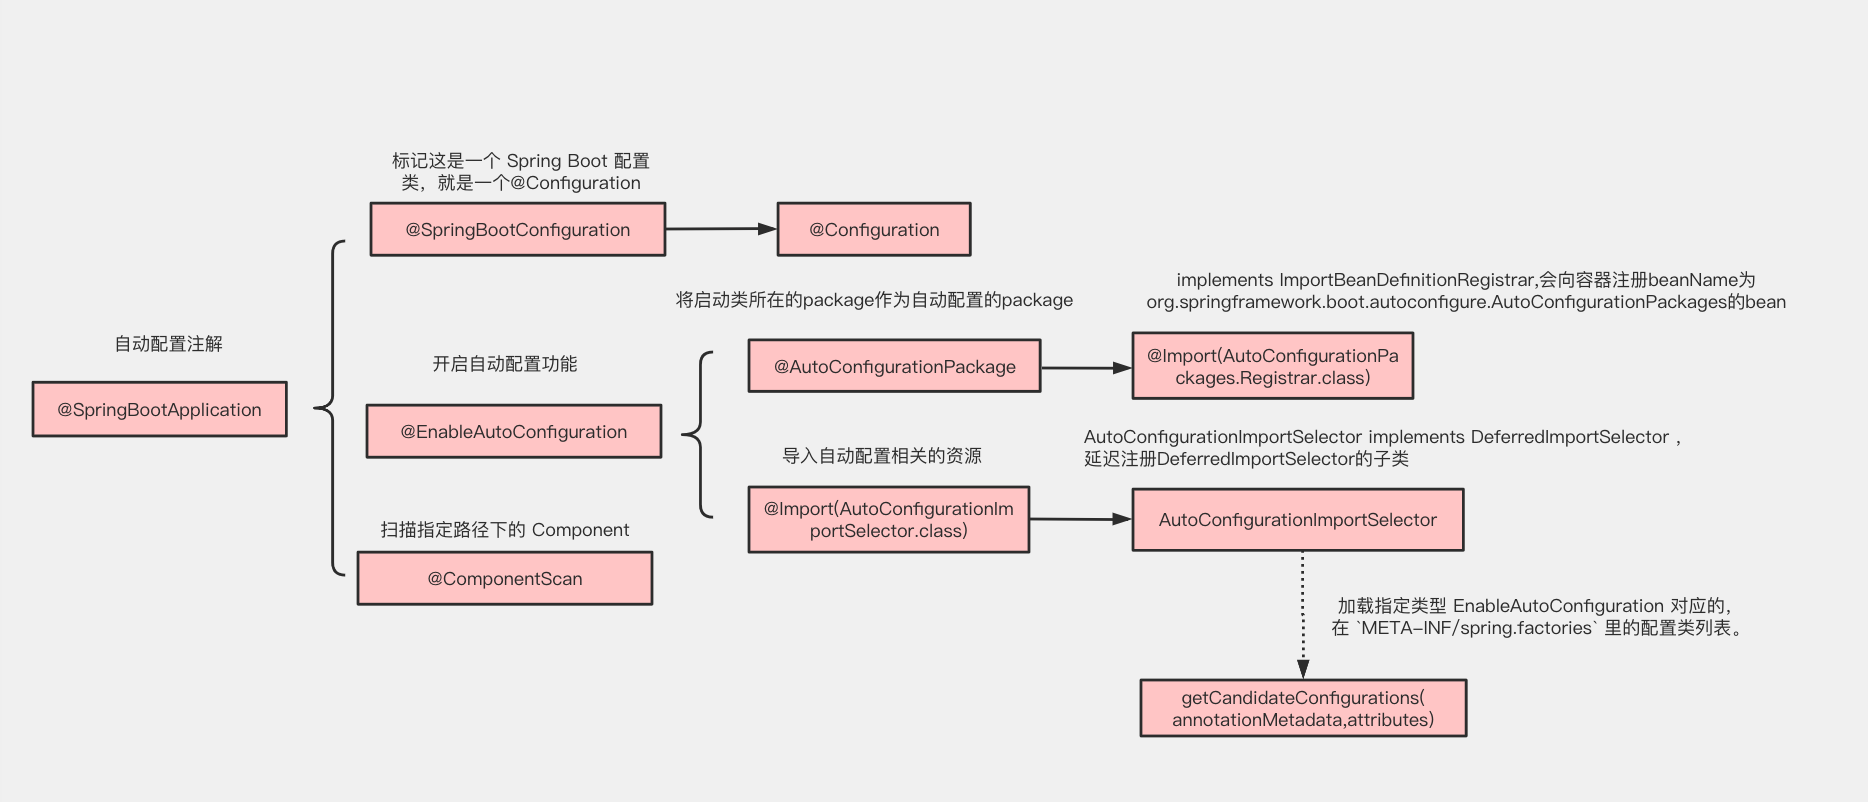 标记这是一个 Spring Boot 配置
类，就是一个@Configuration
@SpringBootConfiguration
@Configuration
implements ImportBeanDefinitionRegistrar,会向容器注册beanName为
org.springframework.boot.autoconfigure.AutoConfigurationPackages的bean
将启动类所在的package作为自动配置的package
自动配置注解
开启自动配置功能
@AutoConfigurationPackage
@Import(AutoConfigurationPa
ckages.Registrar.class)
@SpringBootApplication
@EnableAutoConfiguration
AutoConfigurationImportSelector implements DeferredImportSelector ，
延迟注册DeferredImportSelector的子类
导入自动配置相关的资源
@Import(AutoConfigurationIm
portSelector.class)
AutoConfigurationImportSelector
扫描指定路径下的 Component
@ComponentScan
加载指定类型 EnableAutoConfiguration 对应的，
在 `META-INF/spring.factories` 里的配置类列表。
getCandidateConfigurations(
annotationMetadata,attributes)